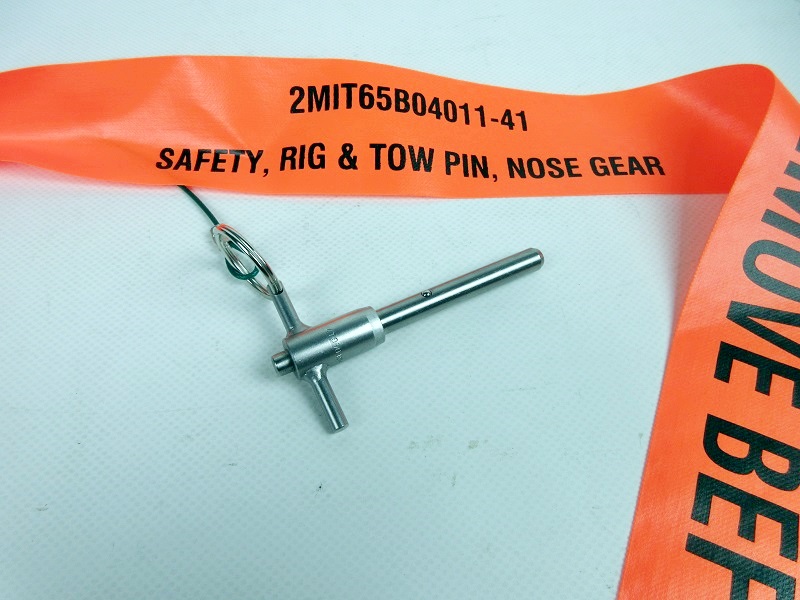 2MIT65B04011-41
SAFETY, RIG & TOW PIN, NOSE GEAR
MOVE BEF